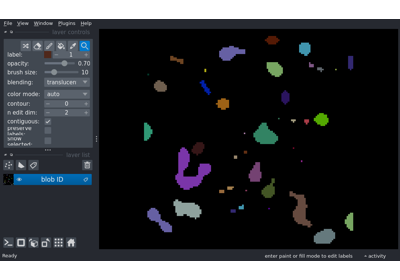 File View Window Plugins Help
layer controls
label: 1
opacity: 0.70
brush size: 10
blending: translucen
color mode: auto
contour: 0
n edit dim: 2
contiguous:
preserve
labels:
show
selected:
layer list
blob ID
Ready
enter paint or fill mode to edit labels
activity